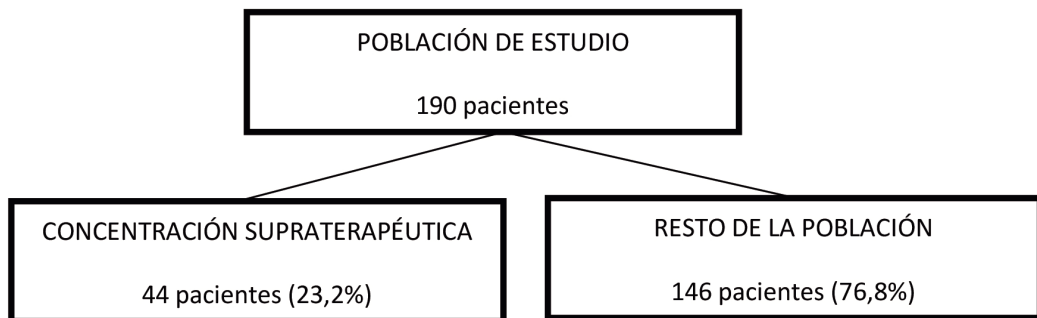 POBLACIÓN DE ESTUDIO
190 pacientes
CONCENTRACIÓN SUPRATERAPÉUTICA
44 pacientes (23,2%)
RESTO DE LA POBLACIÓN
146 pacientes (76,8%)